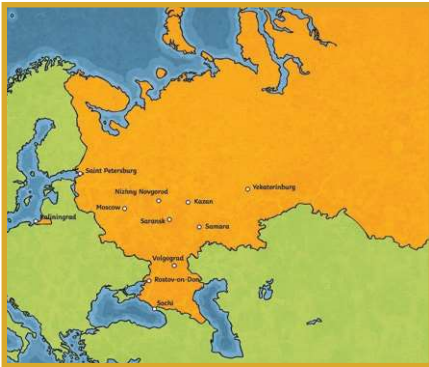 Saint Petersburg
Yekaterinburg
Nizhny Novgorod
Kazan
Moscow
Saransk
Kaliningrad
Samara
Volgograd
Rostov-on-Don
Sochi